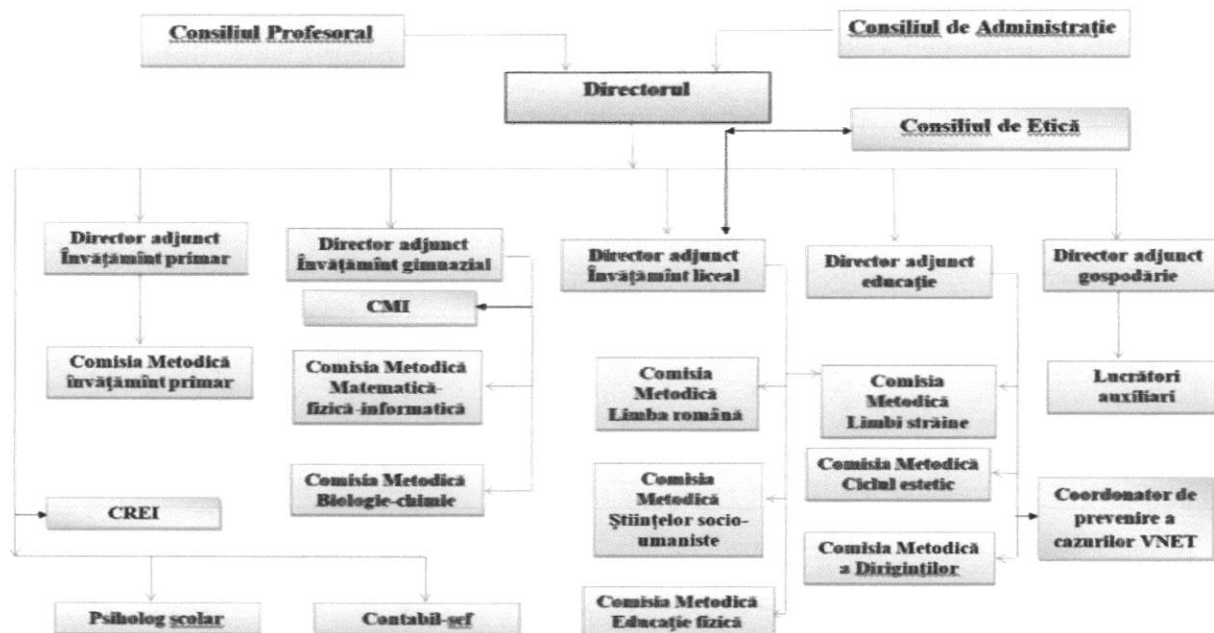 Consiliul Profesoral
Consiliul de Administrație
Directorul
Consiliul de Etică
Director adjunct
Învățămînt primar
Director adjunct
Învățămînt gimnazial
Director adjunct
Învățămînt liceal
Director adjunct
educație
Director adjunct
gospodărie
CMI
Comisia Metodică
învățămînt primar
Comisia Metodică
Matematică-
fizică-informatică
Comisia
Metodică
Limba română
Comisia
Metodică
Limbi străine
Lucrători
auxiliari
Comisia Metodică
Biologie-chimie
Comisia
Metodică
Științelor socio-
umaniste
Comisia Metodică
Ciclul estetic
Coordonator de
prevenire a
cazurilor VNET
CREI
Comisia Metodică
a Diriginților
Psiholog școlar
Contabil-șef
Comisia Metodică
Educație fizică